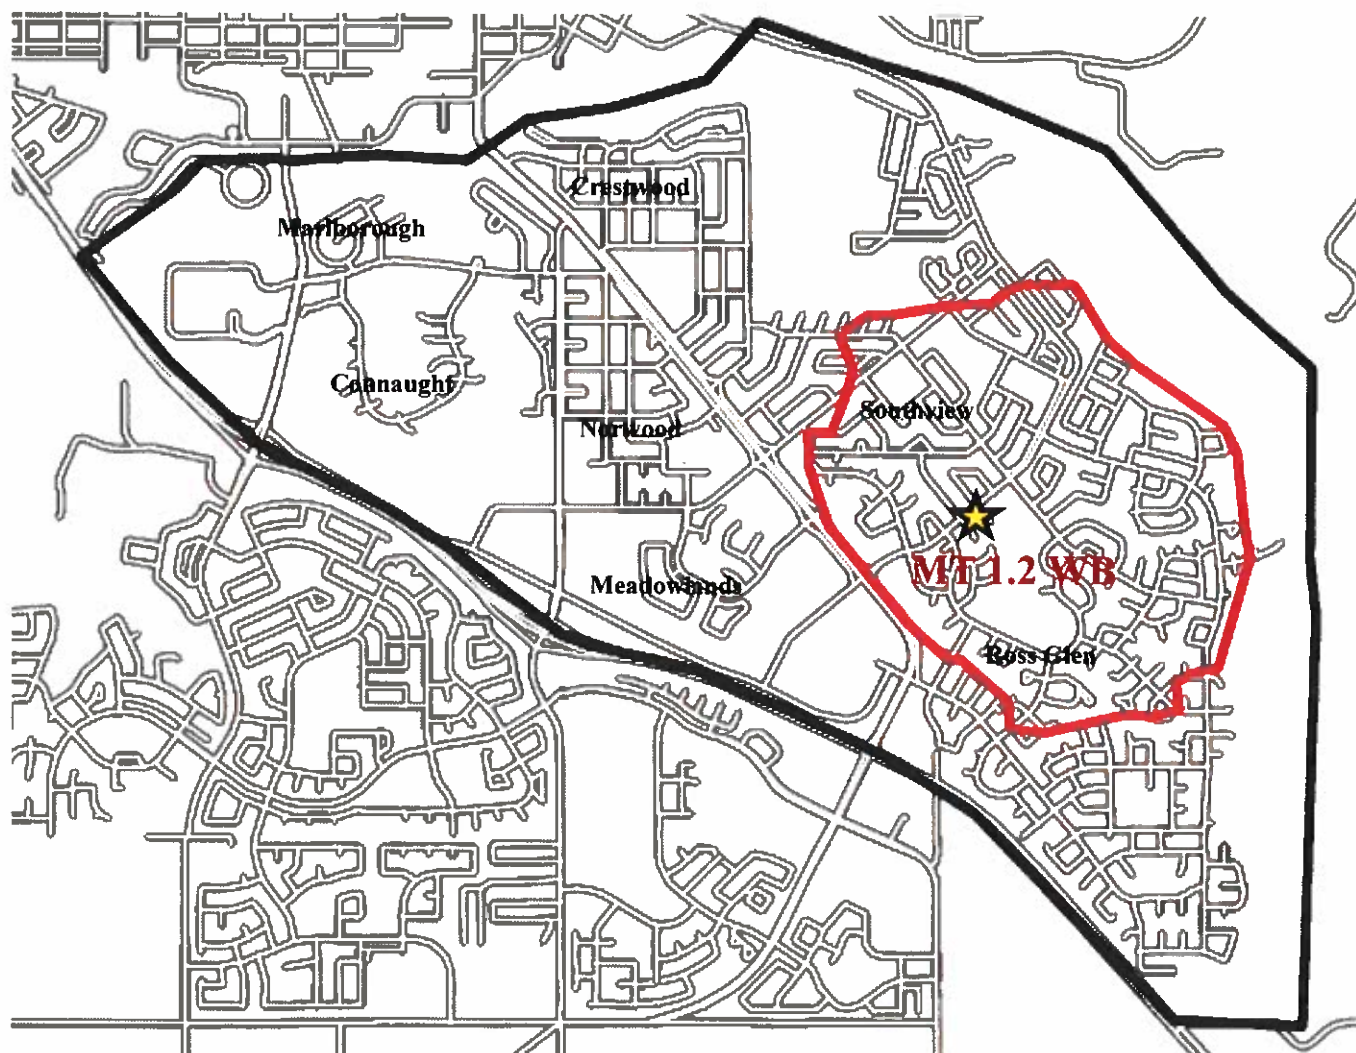 Crestwood
Marlborough
Connaught
Southview
Norwood
MT 1.2 WB
Meadowlands
Ross Glen